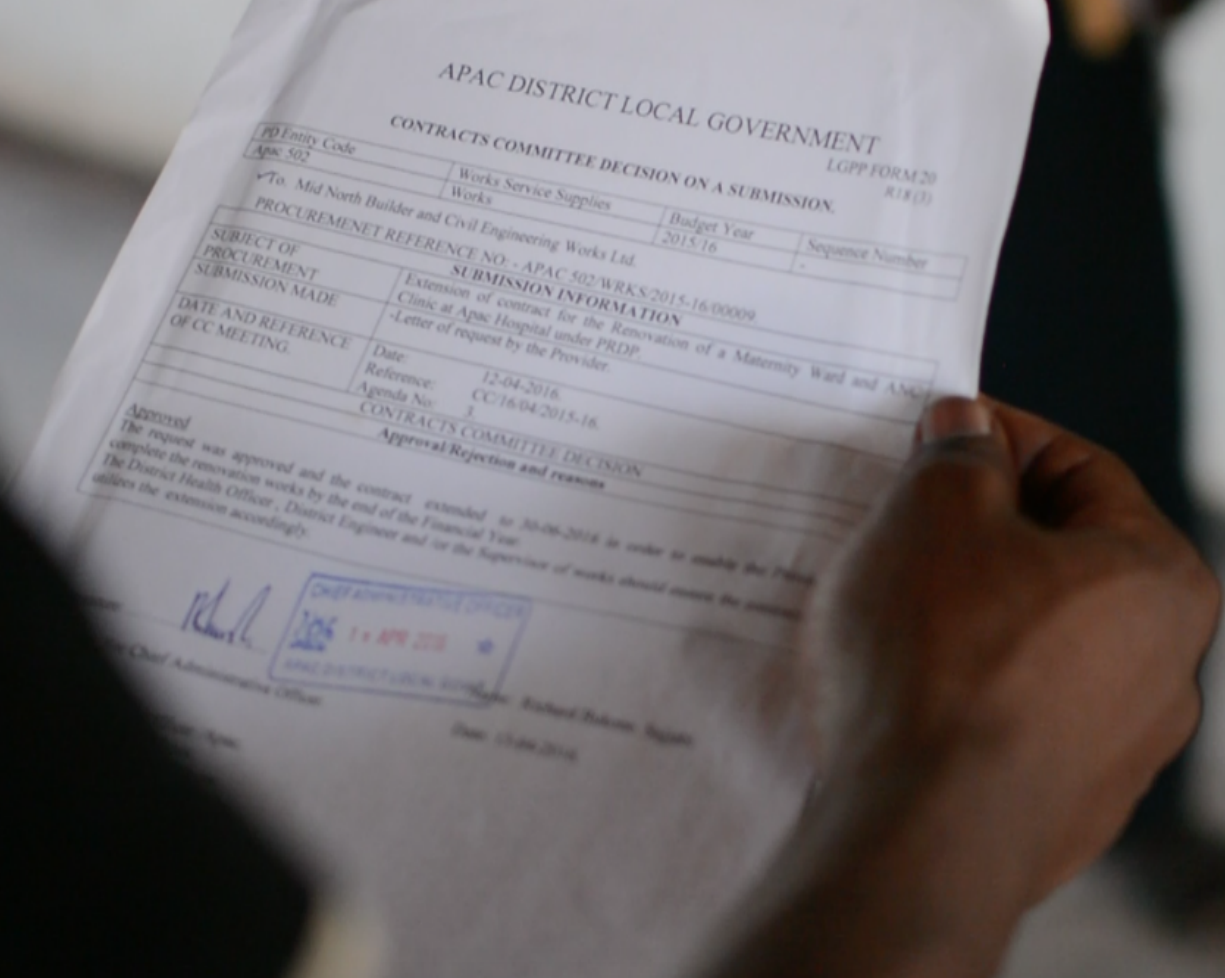 APAC DISTRICT LOCAL GOVERNMENT
LGPP FORM 20
R18 (3)
CONTRACTS COMMITTEE DECISION ON A SUBMISSION.
PD Entity Code Works Service Supplies Budget Year Sequence Number
Apac 502 Works 2015/16 -
To. Mid North Builder and Civil Engineering Works Ltd.
PROCUREMENET REFERENCE NO: - APAC 502/WRKS/2015-16/00009.
SUBMISSION INFORMATION
SUBJECT OF Extension of contract for the Renovation of a Maternity Ward and
PROCUREMENT Clinic at Apac Hospital under PRDP.
SUBMISSION MADE -Letter of request by the Provider.
DATE AND REFERENCE Date: 12-04-2016.
OF CC MEETING. Reference: CC/16/04/2015-16.
Agenda No: 3
CONTRACTS COMMITTEE DECISION
Approval/Rejection and reasons
Approved
The request was approved and the contract extended to 30-06-2016 in order to enable the
complete the renovation works by the end of the Financial Year.
The District Health Officer , District Engineer and /or the Supervisor of works should ensure the
utilizes the extension accordingly.
CHIEF ADMINISTRATIVE OFFICER
APR
APAC DISTRICT LOCAL
Chief Administrative Officer.
Date: